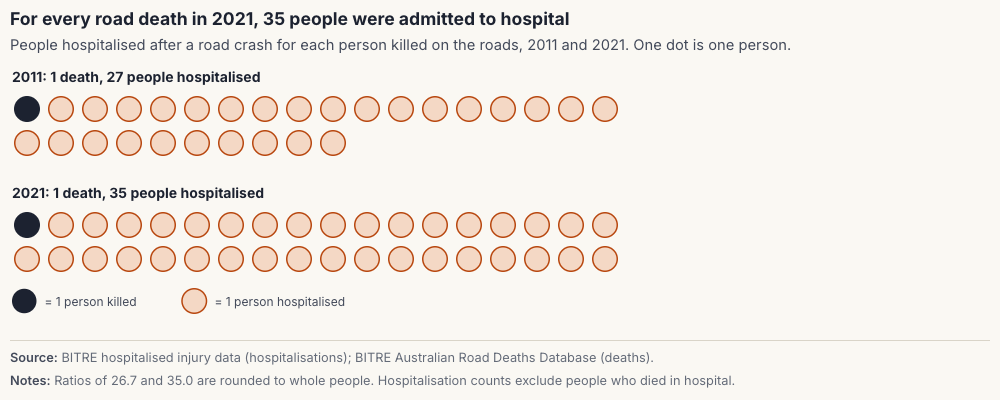 For every road death in 2021, 35 people were admitted to hospital
People hospitalised after a road crash for each person killed on the roads, 2011 and 2021. One dot is one person.
2011: 1 death, 27 people hospitalised
2021: 1 death, 35 people hospitalised
= 1 person killed
= 1 person hospitalised
Source: BITRE hospitalised injury data (hospitalisations); BITRE Australian Road Deaths Database (deaths).
Notes: Ratios of 26.7 and 35.0 are rounded to whole people. Hospitalisation counts exclude people who died in hospital.